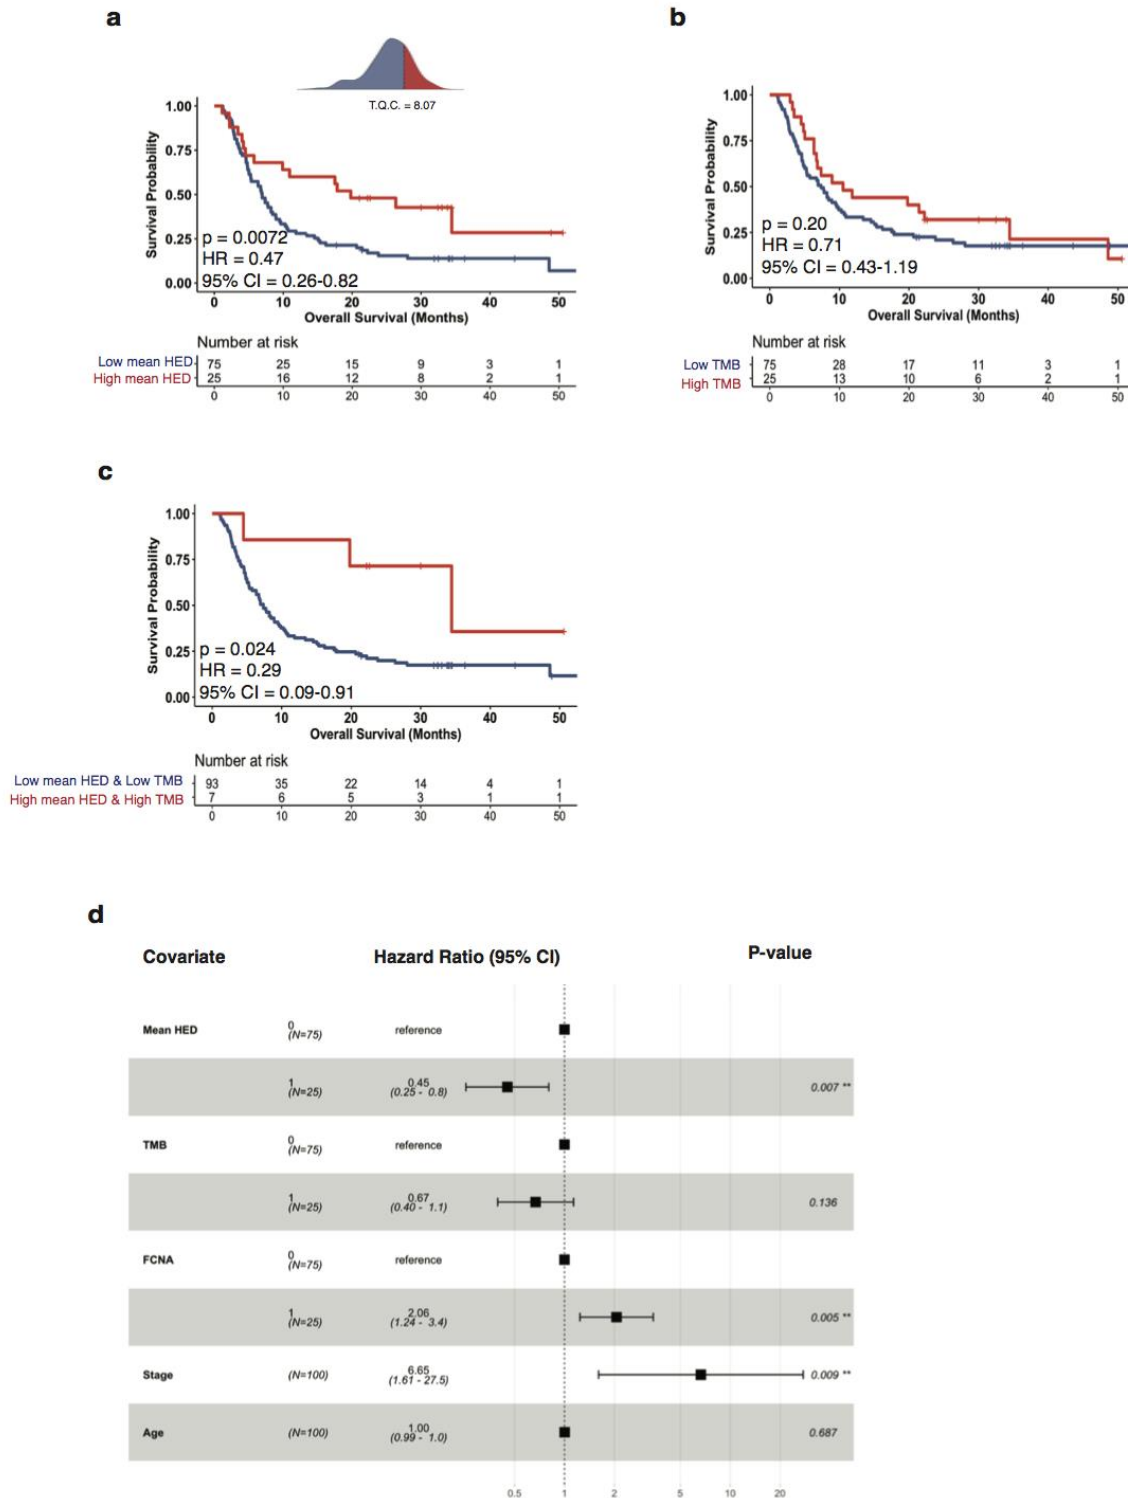 a
T.Q.C. = 8.07
1.00
0.75
0.50
0.25
0.00
Survival Probability
p = 0.0072
HR = 0.47
95% CI = 0.26-0.82
0 10 20 30 40 50
Overall Survival (Months)
Number at risk
Low mean HED 75 25 15 9 3 1
High mean HED 25 16 12 8 2 1
0 10 20 30 40 50
b
1.00
0.75
0.50
0.25
0.00
Survival Probability
p = 0.20
HR = 0.71
95% CI = 0.43-1.19
0 10 20 30 40 50
Overall Survival (Months)
Number at risk
Low TMB 75 28 17 11 3 1
High TMB 25 13 10 6 2 1
0 10 20 30 40 50
c
1.00
0.75
0.50
0.25
0.00
Survival Probability
p = 0.024
HR = 0.29
95% CI = 0.09-0.91
0 10 20 30 40 50
Overall Survival (Months)
Number at risk
Low mean HED & Low TMB 93 35 22 14 4 1
High mean HED & High TMB 7 6 5 3 1 1
0 10 20 30 40 50
d
Covariate Hazard Ratio (95% CI) P-value
Mean HED 0 (N=75) reference
1 (N=25) 0.45 (0.25 - 0.8) 0.007 **
TMB 0 (N=75) reference
1 (N=25) 0.67 (0.40 - 1.1) 0.136
FCNA 0 (N=75) reference
1 (N=25) 2.06 (1.24 - 3.4) 0.005 **
Stage (N=100) 6.65 (1.61 - 27.5) 0.009 **
Age (N=100) 1.00 (0.99 - 1.0) 0.687
0.5 1 2 5 10 20